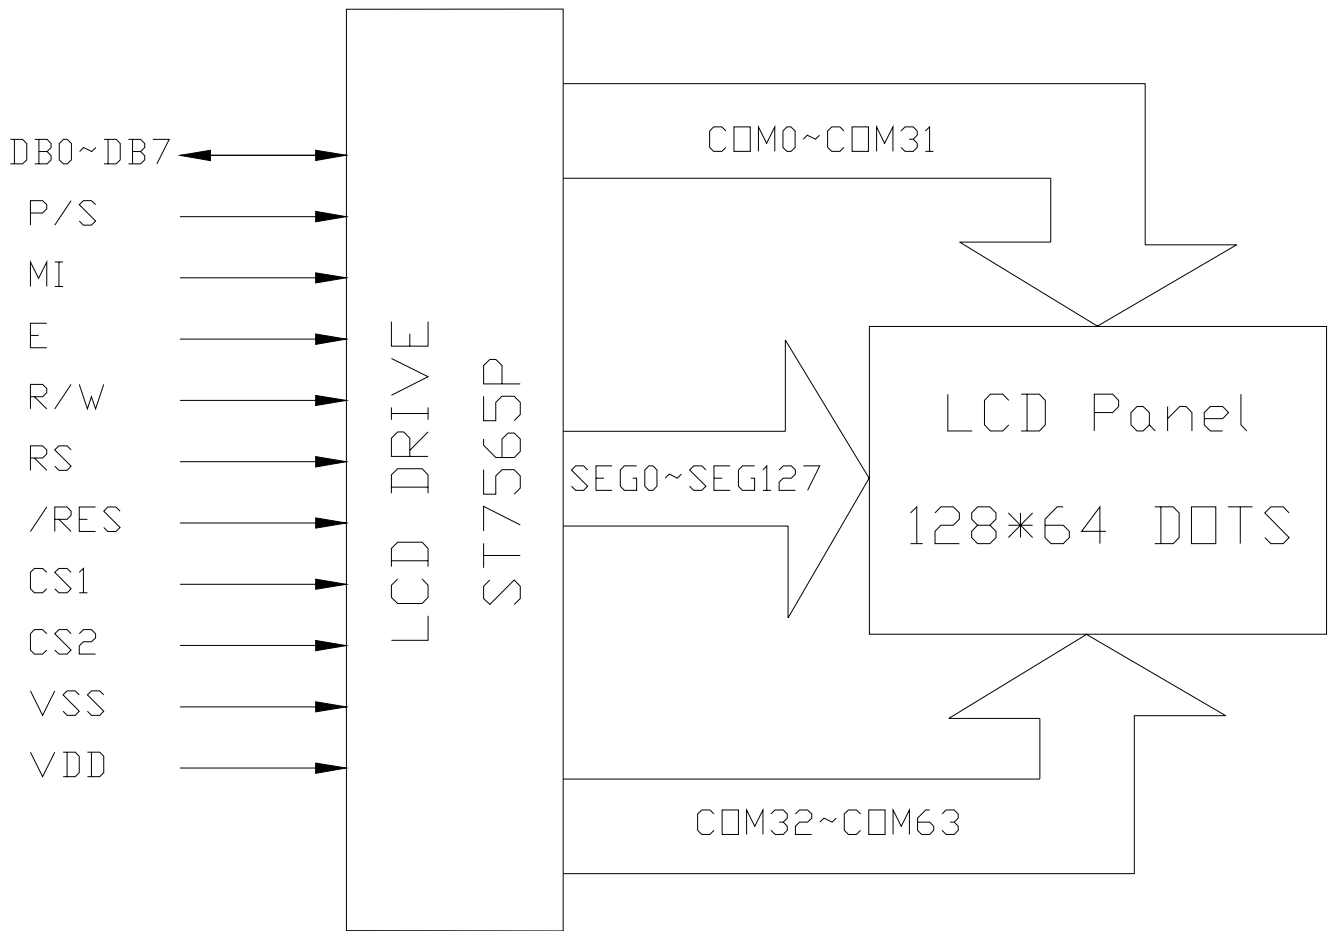 DB0~DB7
P/S
MI
E
R/W
RS
/RES
CS1
CS2
VSS
VDD
LCD DRIVE
ST7565P
COM0~COM31
SEG0~SEG127
COM32~COM63
LCD Panel
128*64 DOTS